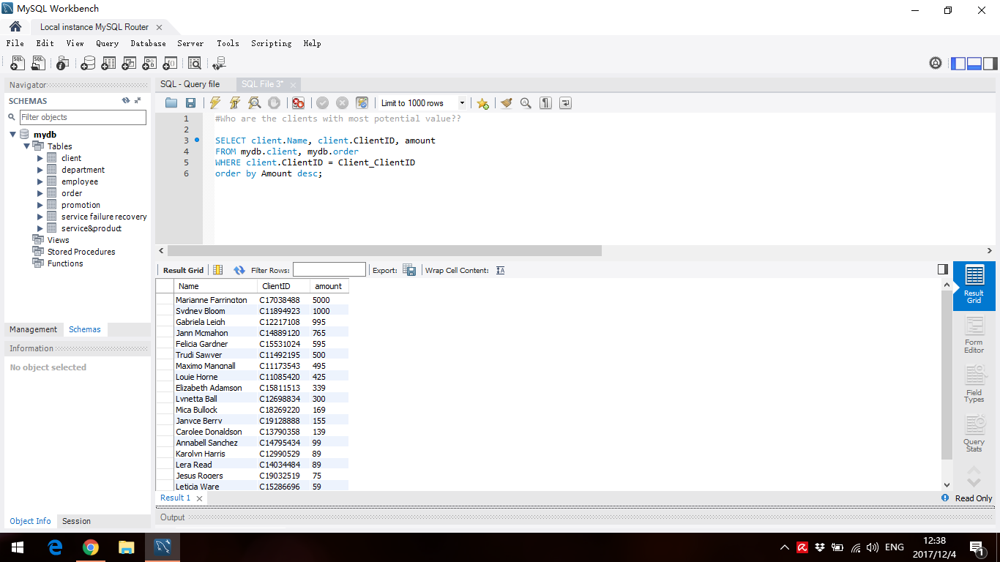 MySQL Workbench
Local instance MySQL Router
File Edit View Query Database Server Tools Scripting Help
Navigator
SCHEMAS
Filter objects
mydb
Tables
client
department
employee
order
promotion
service failure recovery
service&product
Views
Stored Procedures
Functions
Management Schemas
Information
No object selected
Object Info Session
SQL - Query file SQL File 3*
Limit to 1000 rows
1 #Who are the clients with most potential value??
2
3 SELECT client.Name, client.ClientID, amount
4 FROM mydb.client, mydb.order
5 WHERE client.ClientID = Client_ClientID
6 order by Amount desc;
Result Grid Filter Rows: Export: Wrap Cell Content:
Name ClientID amount
Marianne Farrington C17038488 5000
Sydney Bloom C11894923 1000
Gabriela Leigh C12217108 995
Jann Mcmahon C14889120 765
Felicia Gardner C15531024 595
Trudi Sawyer C11492195 500
Maximo Mangnall C11173543 495
Louie Horne C11085420 425
Elizabeth Adamson C15811513 339
Lynetta Ball C12698834 300
Mica Bullock C18269220 169
Janyce Berry C19128888 155
Carolee Donaldson C13790358 139
Annabell Sanchez C14795434 99
Karolyn Harris C12990529 89
Lera Read C14034484 89
Jesus Rogers C19032519 75
Leticia Ware C15286696 59
Result Grid
Form Editor
Field Types
Query Stats
Result 1
Read Only
Output
ENG
12:38
2017/12/4
1